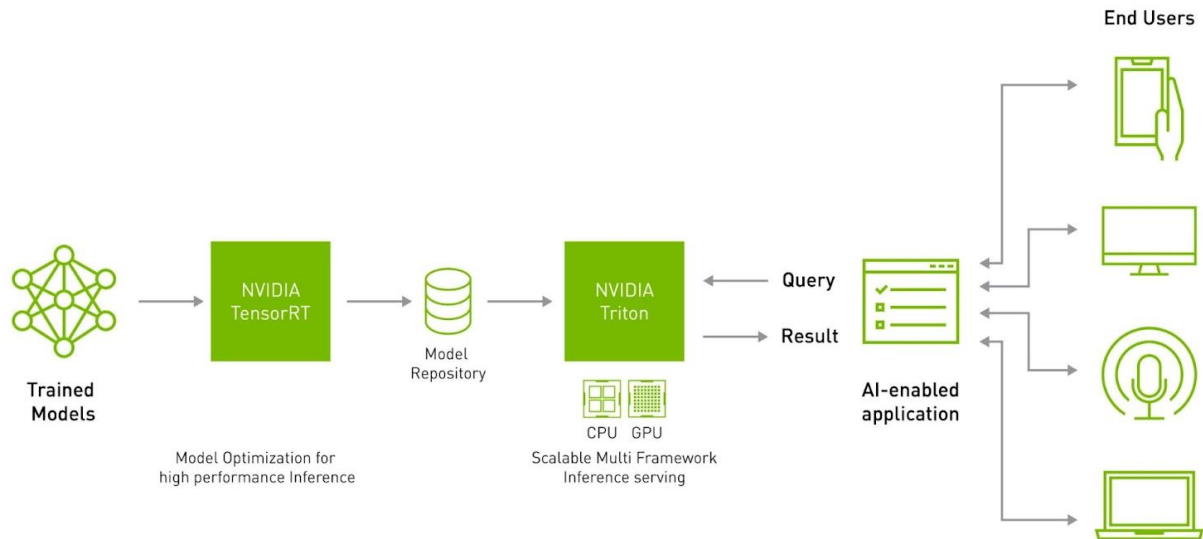 End Users
NVIDIA
TensorRT
NVIDIA
Triton
Query
Result
Model
Repository
Trained
Models
CPU GPU
AI-enabled
application
Model Optimization for
high performance Inference
Scalable Multi Framework
Inference serving